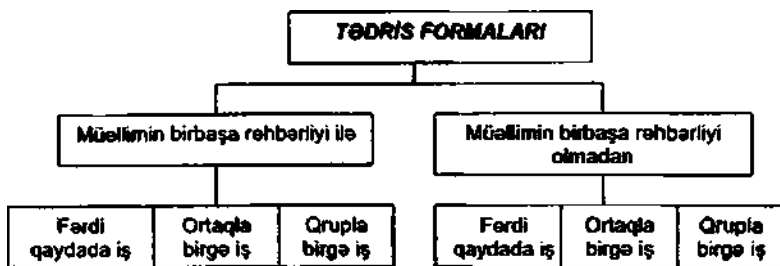 TƏDRİS FORMALARI
Müəllimin birbaşa rəhbərliyi ilə
Müəllimin birbaşa rəhbərliyi
olmadan
Fərdi
qaydada iş
Ortaqla
birgə iş
Qrupla
birgə iş
Fərdi
qaydada iş
Ortaqla
birgə iş
Qrupla
birgə iş